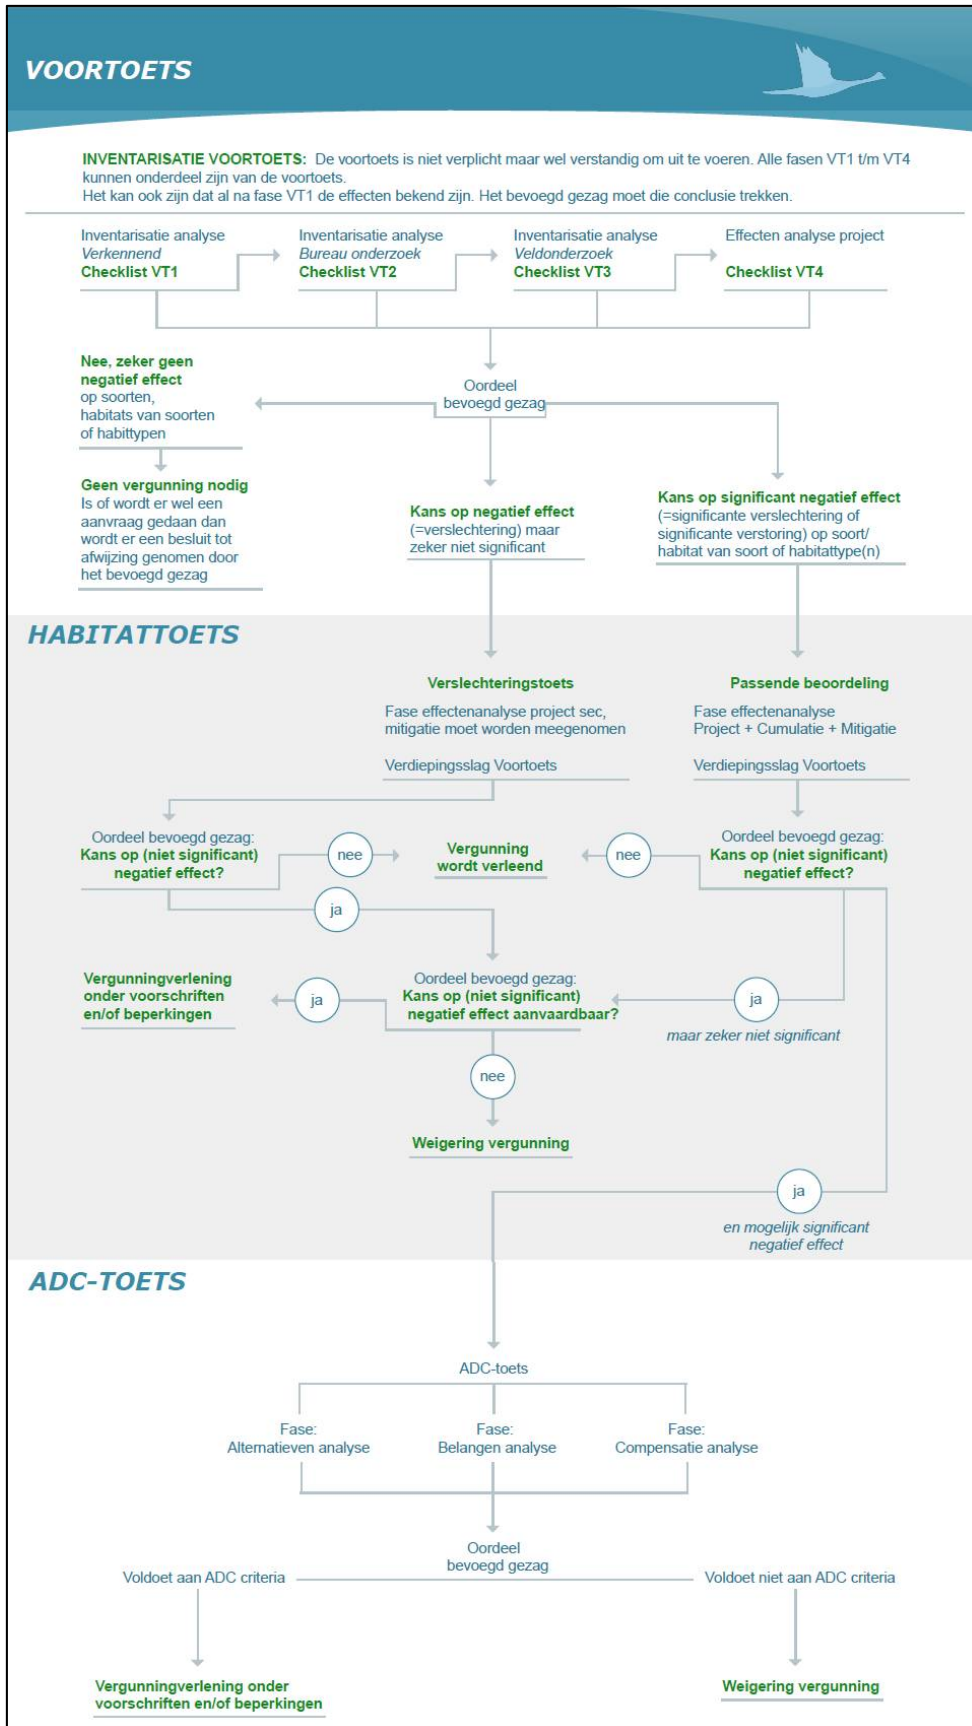 VOORTOETS
INVENTARISATIE VOORTOETS: De voortoets is niet verplicht maar wel verstandig om uit te voeren. Alle fasen VT1 t/m VT4
kunnen onderdeel zijn van de voortoets.
Het kan ook zijn dat al na fase VT1 de effecten bekend zijn. Het bevoegd gezag moet die conclusie trekken.
Inventarisatie analyse
Verkennend
Checklist VT1
Inventarisatie analyse
Bureau onderzoek
Checklist VT2
Inventarisatie analyse
Veldonderzoek
Checklist VT3
Effecten analyse project
Checklist VT4
Oordeel
bevoegd gezag
Nee, zeker geen
negatief effect
op soorten,
habitats van soorten
of habittypen
Geen vergunning nodig
Is of wordt er wel een
aanvraag gedaan dan
wordt er een besluit tot
afwijzing genomen door
het bevoegd gezag
Kans op negatief effect
(=verslechtering) maar
zeker niet significant
Kans op significant negatief effect
(=significante verslechtering of
significante verstoring) op soort/
habitat van soort of habitattype(n)
HABITATTOETS
Verslechteringstoets
Fase effectenanalyse project sec,
mitigatie moet worden meegenomen
Verdiepingsslag Voortoets
Passende beoordeling
Fase effectenanalyse
Project + Cumulatie + Mitigatie
Verdiepingsslag Voortoets
Oordeel bevoegd gezag:
Kans op (niet significant)
negatief effect?
nee
Vergunning
wordt verleend
nee
Oordeel bevoegd gezag:
Kans op (niet significant)
negatief effect?
ja
Vergunningverlening
onder voorschriften
en/of beperkingen
ja
Oordeel bevoegd gezag:
Kans op (niet significant)
negatief effect aanvaardbaar?
ja
maar zeker niet significant
nee
Weigering vergunning
ja
en mogelijk significant
negatief effect
ADC-TOETS
ADC-toets
Fase:
Alternatieven analyse
Fase:
Belangen analyse
Fase:
Compensatie analyse
Oordeel
bevoegd gezag
Voldoet aan ADC criteria
Voldoet niet aan ADC criteria
Vergunningverlening onder
voorschriften en/of beperkingen
Weigering vergunning